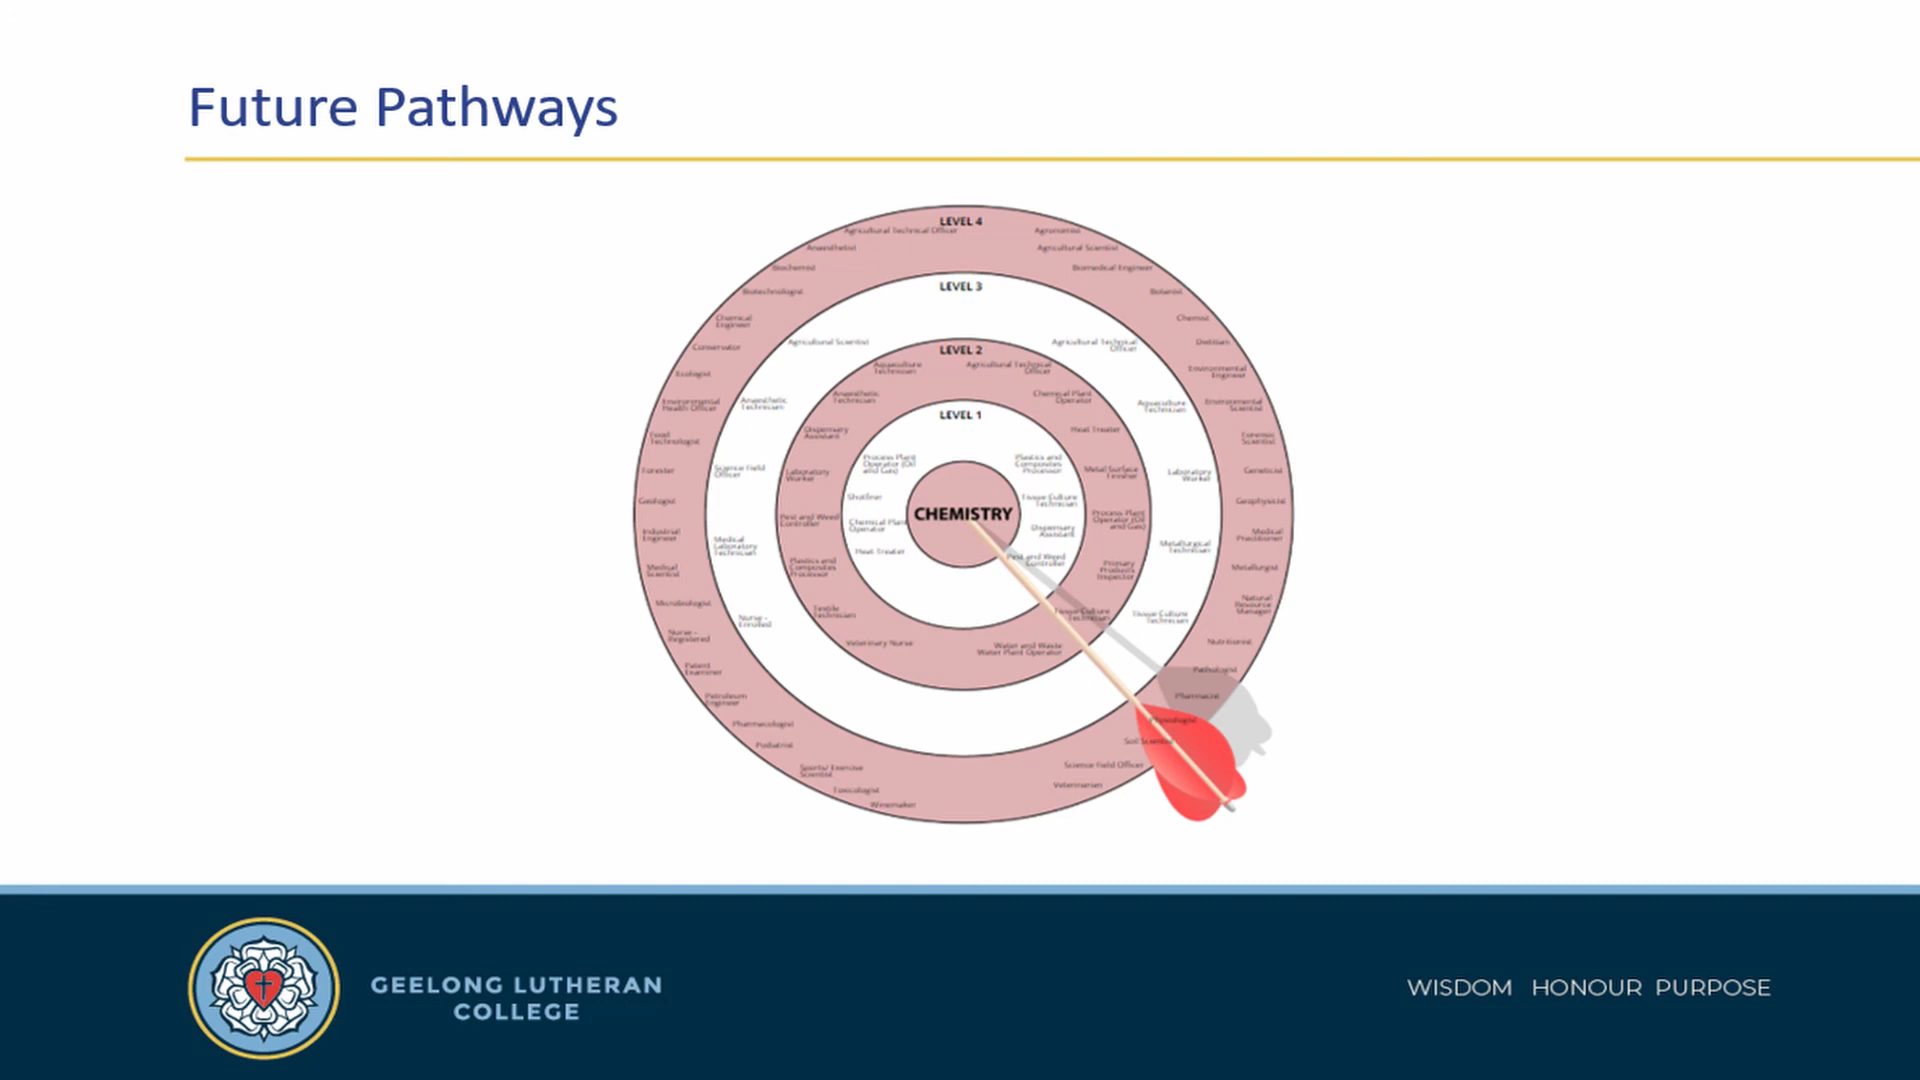 Future Pathways
LEVEL 4
Agricultural Technical Officer
Agronomist
Anaesthetist
Agricultural Scientist
Biochemist
Biomedical Engineer
Biotechnologist
Botanist
Chemical
Engineer
Chemist
Conservator
Dietitian
Ecologist
Environmental
Engineer
Environmental
Health Officer
Environmental
Scientist
Food
Technologist
Forensic
Scientist
Forester
Geneticist
Geologist
Geophysicist
Industrial
Engineer
Medical
Practitioner
Medical
Scientist
Metallurgist
Microbiologist
Natural
Resource
Manager
Nurse -
Registered
Nutritionist
Patent
Examiner
Pathologist
Petroleum
Engineer
Pharmacist
Pharmacologist
Physiologist
Podiatrist
Soil Scientist
Sports/ Exercise
Scientist
Science Field Officer
Toxicologist
Veterinarian
Winemaker
LEVEL 3
Agricultural Scientist
Agricultural Technical
Officer
Anaesthetic
Technician
Aquaculture
Technician
Science Field
Officer
Laboratory
Worker
Medical
Laboratory
Technician
Metallurgical
Technician
Nurse -
Enrolled
Tissue Culture
Technician
LEVEL 2
Aquaculture
Technician
Agricultural Technical
Officer
Anaesthetic
Technician
Chemical Plant
Operator
Dispensary
Assistant
Heat Treater
Laboratory
Worker
Metal Surface
Finisher
Pest and Weed
Controller
Process Plant
Operator (Oil
and Gas)
Plastics and
Composites
Processor
Primary
Products
Inspector
Textile
Technician
Tissue Culture
Technician
Veterinary Nurse
Water and Waste
Water Plant Operator
LEVEL 1
Process Plant
Operator (Oil
and Gas)
Plastics and
Composites
Processor
Shotfirer
Tissue Culture
Technician
Chemical Plant
Operator
Dispensary
Assistant
Heat Treater
Pest and Weed
Controller
CHEMISTRY
GEELONG LUTHERAN
COLLEGE
WISDOM HONOUR PURPOSE